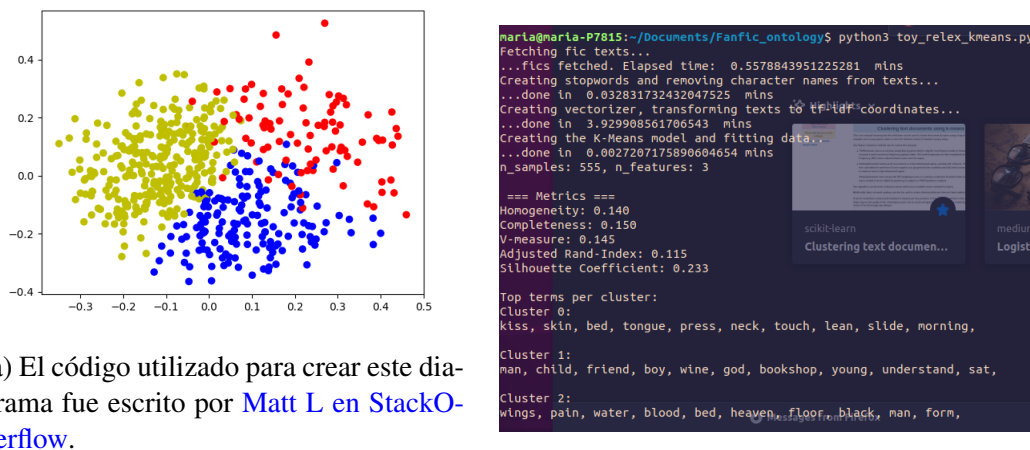 0.4
0.2
0.0
−0.2
−0.4
−0.3 −0.2 −0.1 0.0 0.1 0.2 0.3 0.4 0.5
a) El código utilizado para crear este dia-
rama fue escrito por Matt L en StackO-
erflow.
maria@maria-P7815:~/Documents/Fanfic_ontology$ python3 toy_relex_kmeans.py
Fetching fic texts...
...fics fetched. Elapsed time:  0.5578843951225281  mins
Creating stopwords and removing character names from texts...
...done in  0.032831732432047525  mins
Creating vectorizer, transforming texts to tf-idf coordinates...
...done in  3.929908561706543  mins
Creating the K-Means model and fitting data..
...done in  0.0027207175890604654 mins
n_samples: 555, n_features: 3
=== Metrics ===
Homogeneity: 0.140
Completeness: 0.150
V-measure: 0.145
Adjusted Rand-Index: 0.115
Silhouette Coefficient: 0.233
Top terms per cluster:
Cluster 0:
kiss, skin, bed, tongue, press, neck, touch, lean, slide, morning,
Cluster 1:
man, child, friend, boy, wine, god, bookshop, young, understand, sat,
Cluster 2:
wings, pain, water, blood, bed, heaven, floor, black, man, form,
Highlights
scikit-learn
Clustering text documen...
medium
Logist
Messages from Firefox